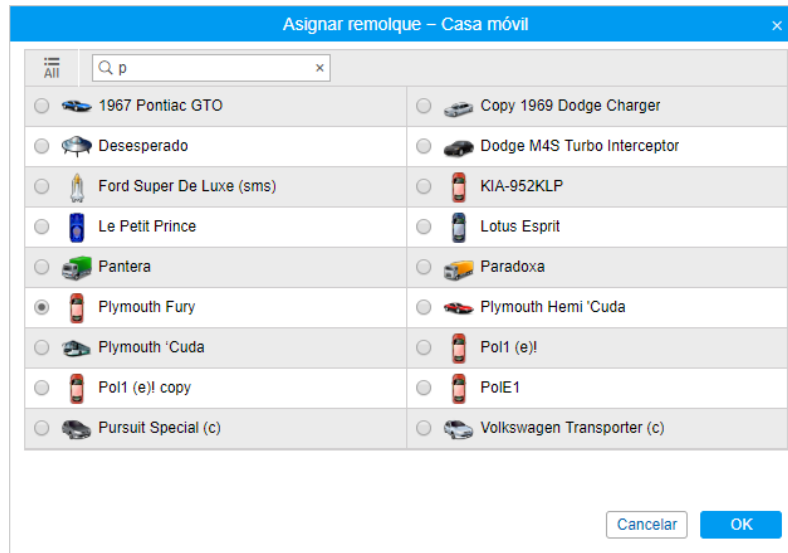 Asignar remolque – Casa móvil ×
All p ×
1967 Pontiac GTO Copy 1969 Dodge Charger
Desesperado Dodge M4S Turbo Interceptor
Ford Super De Luxe (sms) KIA-952KLP
Le Petit Prince Lotus Esprit
Pantera Paradoxa
Plymouth Fury Plymouth Hemi 'Cuda
Plymouth ‘Cuda Pol1 (e)!
Pol1 (e)! copy PolE1
Pursuit Special (c) Volkswagen Transporter (c)
Cancelar OK